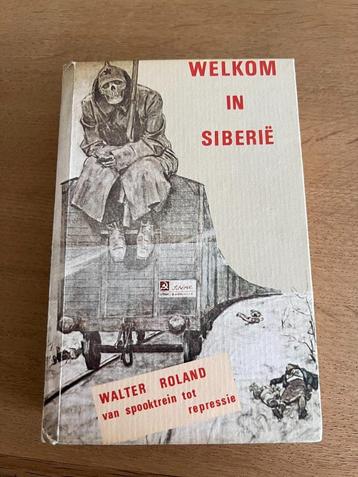 WELKOM
IN
SIBERIË
WALTER ROLAND
van spooktrein tot
repressie